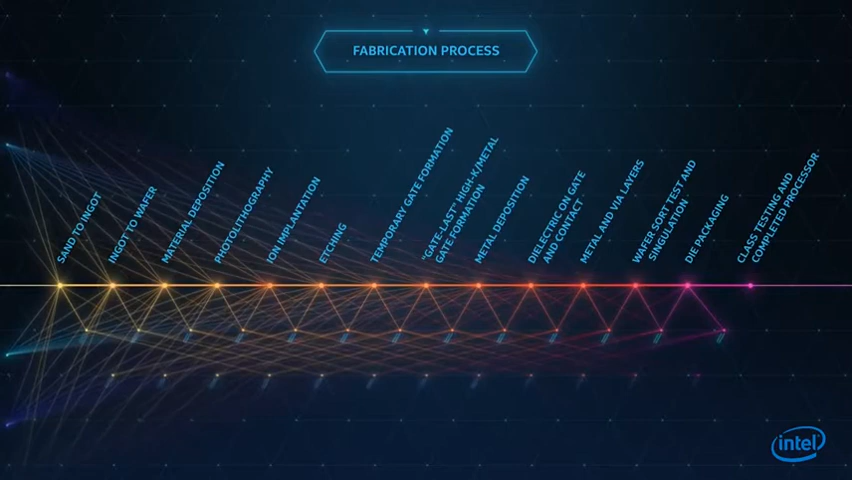 FABRICATION PROCESS
SAND TO INGOT
INGOT TO WAFER
MATERIAL DEPOSITION
PHOTOLITHOGRAPHY
ION IMPLANTATION
ETCHING
TEMPORARY GATE FORMATION
"GATE-LAST" HIGH-K/METAL
GATE FORMATION
METAL DEPOSITION
DIELECTRIC ON GATE
AND CONTACT
METAL AND VIA LAYERS
WAFER SORT TEST AND
SINGULATION
DIE PACKAGING
CLASS TESTING AND
COMPLETED PROCESSOR
intel